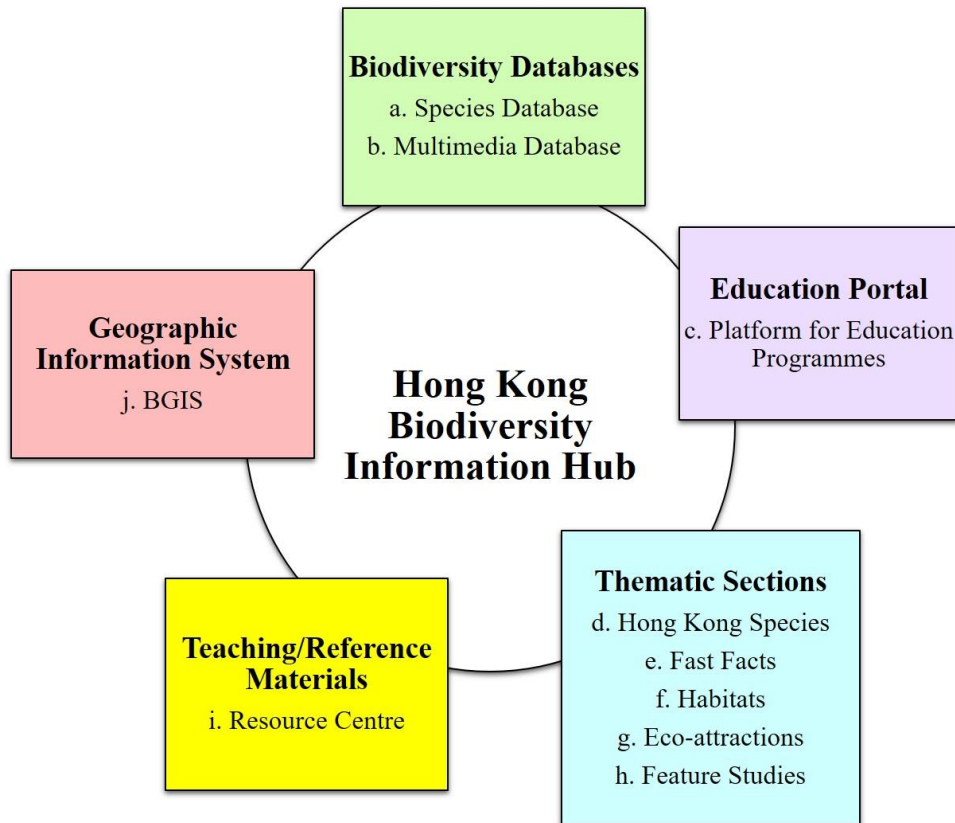 Biodiversity Databases
a. Species Database
b. Multimedia Database
Education Portal
c. Platform for Education
Programmes
Geographic
Information System
j. BGIS
Hong Kong
Biodiversity
Information Hub
Thematic Sections
d. Hong Kong Species
e. Fast Facts
f. Habitats
g. Eco-attractions
h. Feature Studies
Teaching/Reference
Materials
i. Resource Centre